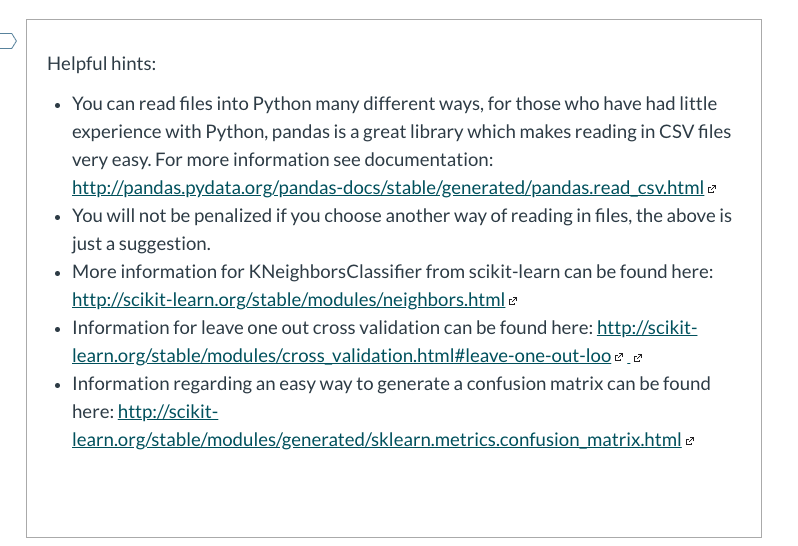 Helpful hints:
• You can read files into Python many different ways, for those who have had little
experience with Python, pandas is a great library which makes reading in CSV files
very easy. For more information see documentation:
http://pandas.pydata.org/pandas-docs/stable/generated/pandas.read_csv.html
• You will not be penalized if you choose another way of reading in files, the above is
just a suggestion.
• More information for KNeighborsClassifier from scikit-learn can be found here:
http://scikit-learn.org/stable/modules/neighbors.html
• Information for leave one out cross validation can be found here: http://scikit-
learn.org/stable/modules/cross_validation.html#leave-one-out-loo
• Information regarding an easy way to generate a confusion matrix can be found
here: http://scikit-
learn.org/stable/modules/generated/sklearn.metrics.confusion_matrix.html